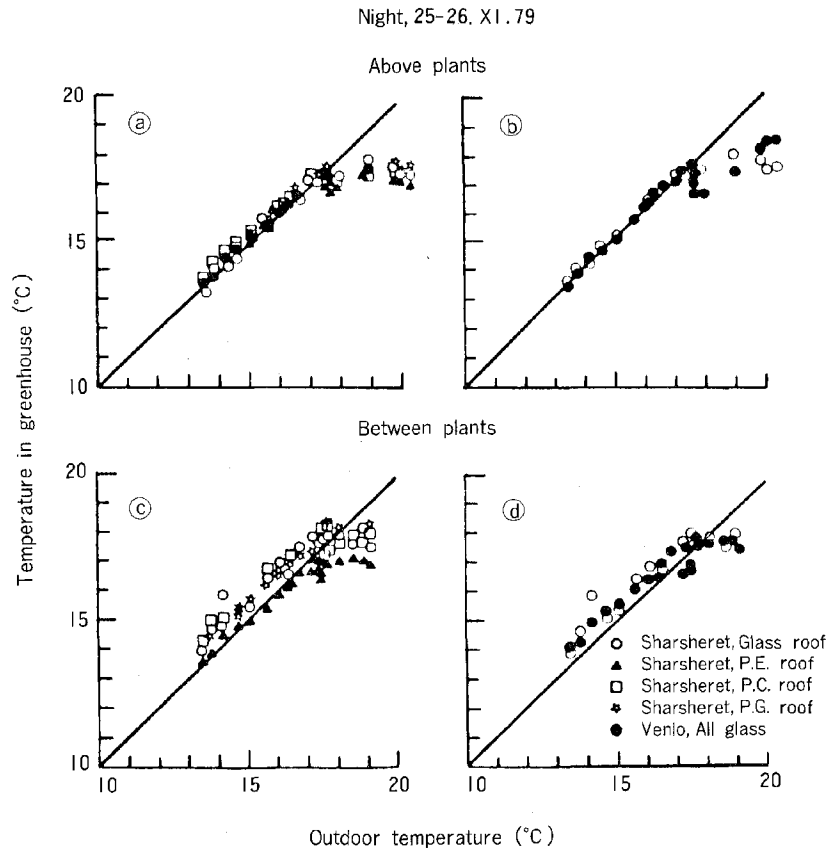 Night, 25-26. XI.79
Above plants
20
15
10
a
b
Between plants
20
15
10
c
d
10
15
20
10
15
20
Temperature in greenhouse (°C)
Outdoor temperature (°C)
Sharsheret, Glass roof
Sharsheret, P.E. roof
Sharsheret, P.C. roof
Sharsheret, P.G. roof
Venlo, All glass